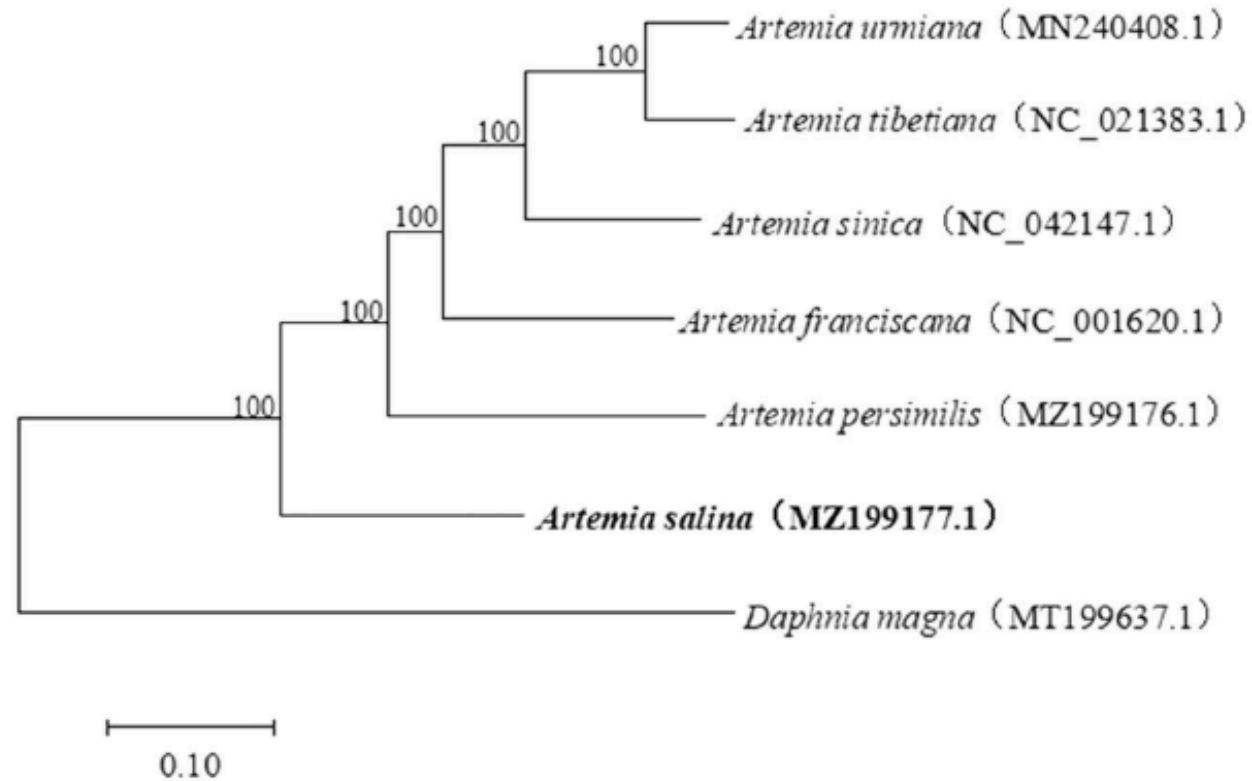 Artemia urmiana（MN240408.1）
100
Artemia tibetiana（NC_021383.1）
100
Artemia sinica（NC_042147.1）
100
Artemia franciscana（NC_001620.1）
100
Artemia persimilis（MZ199176.1）
100
Artemia salina（MZ199177.1）
Daphnia magna（MT199637.1）
0.10